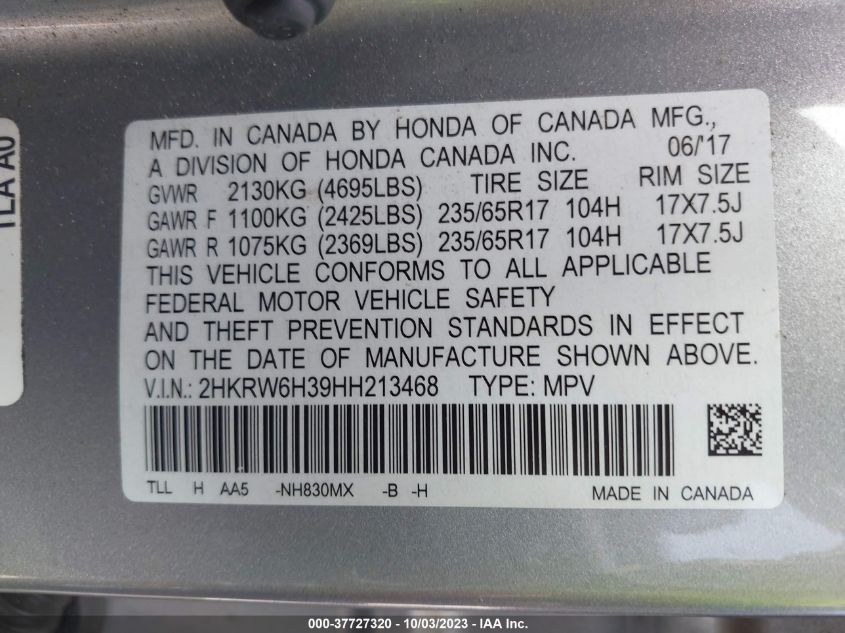 TLA A0
MFD. IN CANADA BY HONDA OF CANADA MFG.,
A DIVISION OF HONDA CANADA INC. 06/'17
GVWR 2130KG (4695LBS) TIRE SIZE RIM SIZE
GAWR F 1100KG (2425LBS) 235/65R17 104H 17X7.5J
GAWR R 1075KG (2369LBS) 235/65R17 104H 17X7.5J
THIS VEHICLE CONFORMS TO ALL APPLICABLE
FEDERAL MOTOR VEHICLE SAFETY
AND THEFT PREVENTION STANDARDS IN EFFECT
ON THE DATE OF MANUFACTURE SHOWN ABOVE.
V.I.N.: 2HKRW6H39HH213468 TYPE: MPV
TLL H AA5 -NH830MX -B -H MADE IN CANADA
000-37727320 - 10/03/2023 - IAA Inc.